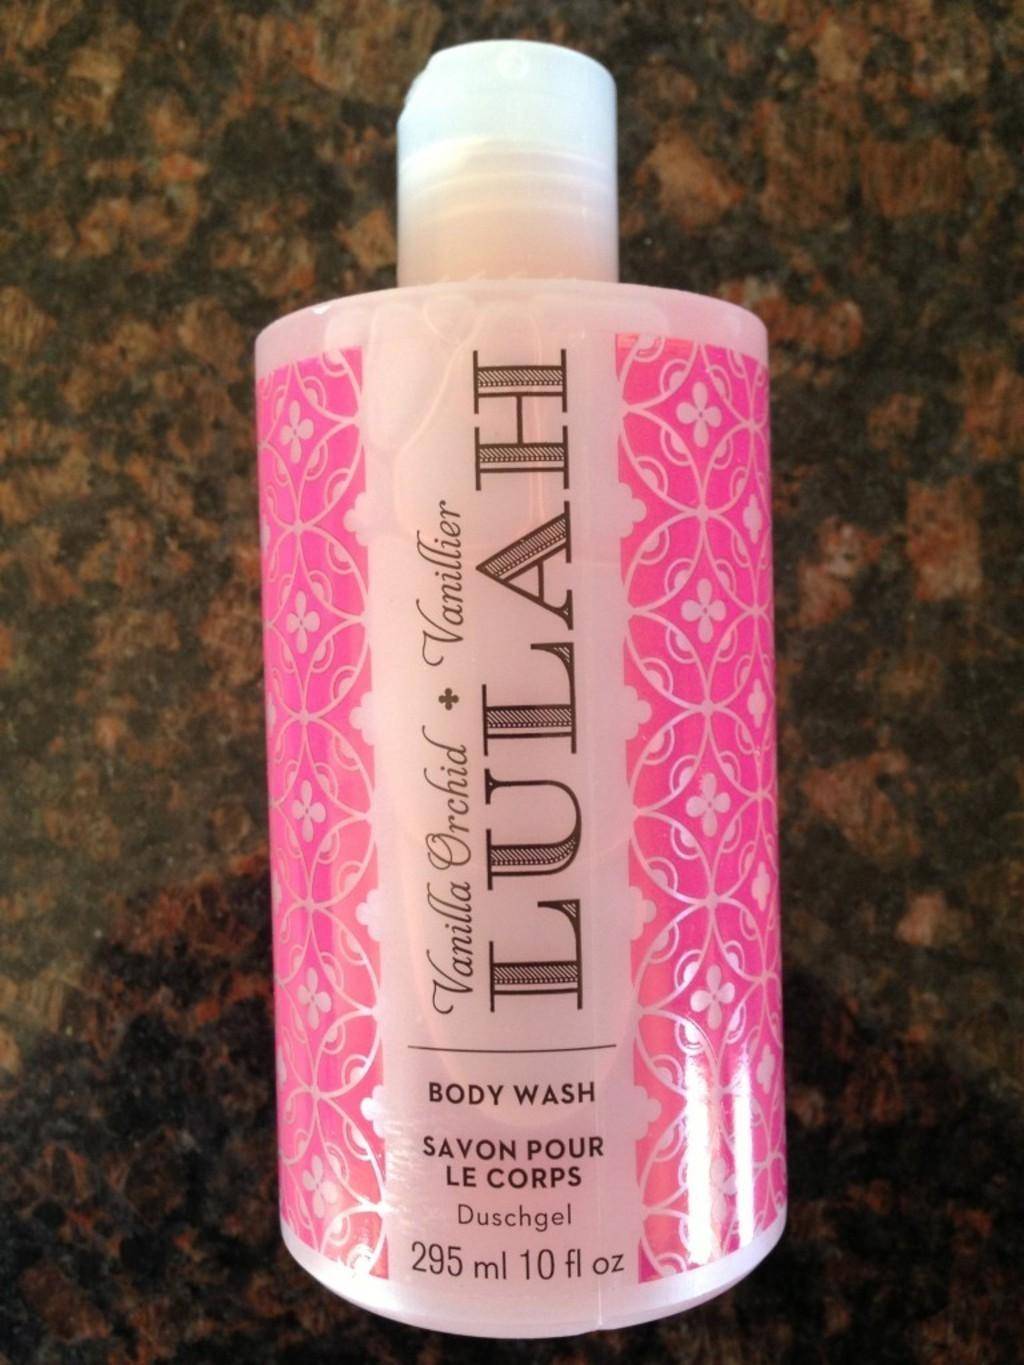 Vanilla Orchid + Vanillier
LULAH
BODY WASH
SAVON POUR
LE CORPS
Duschgel
295 ml 10 fl oz